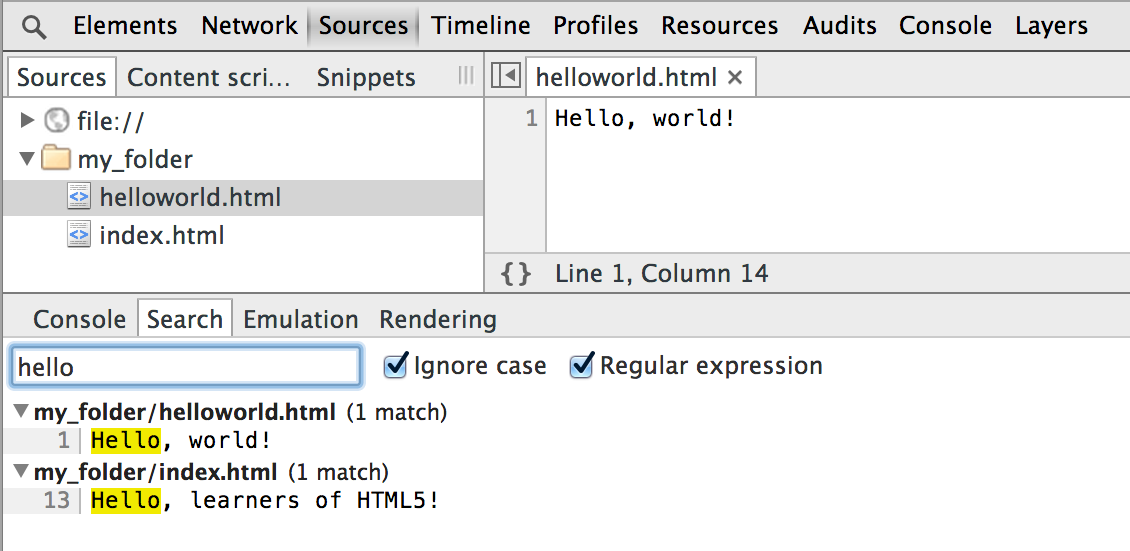 Elements Network Sources Timeline Profiles Resources Audits Console Layers
Sources Content scri... Snippets
helloworld.html ×
file://
my_folder
helloworld.html
index.html
1 Hello, world!
{} Line 1, Column 14
Console Search Emulation Rendering
hello Ignore case Regular expression
my_folder/helloworld.html (1 match)
1 Hello, world!
my_folder/index.html (1 match)
13 Hello, learners of HTML5!